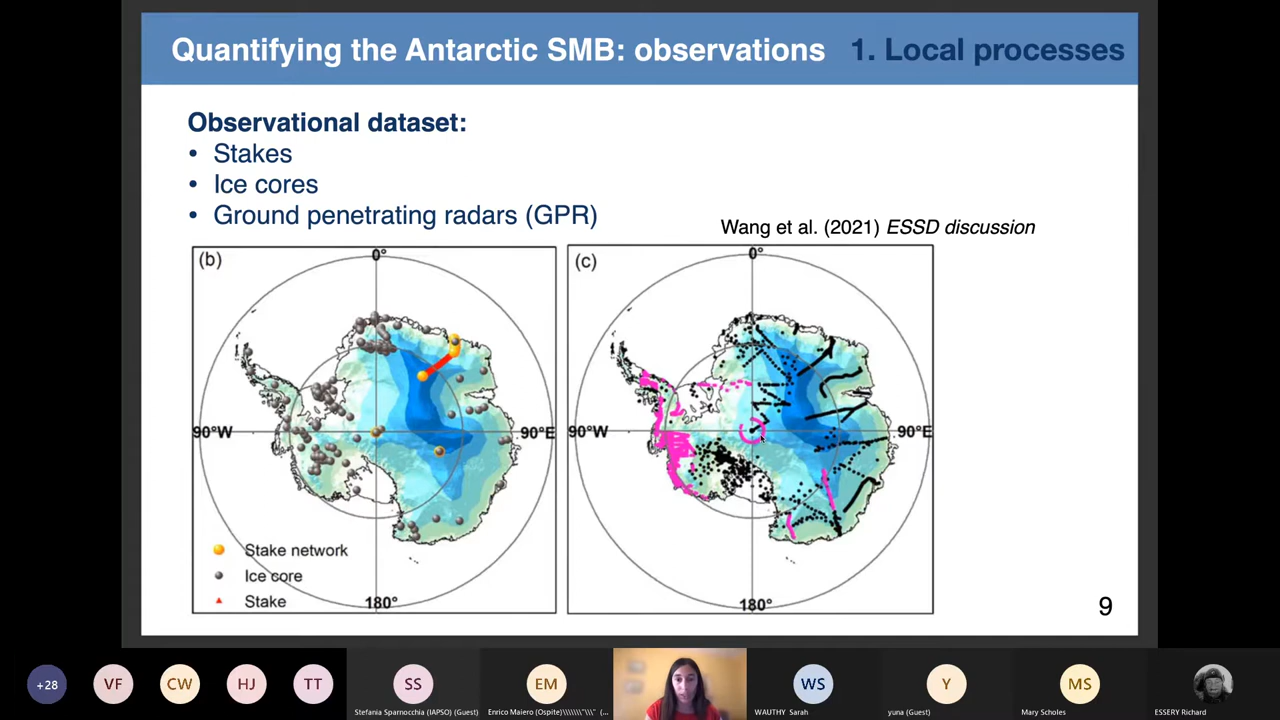 Quantifying the Antarctic SMB: observations 1. Local processes
Observational dataset:
• Stakes
• Ice cores
• Ground penetrating radars (GPR)
Wang et al. (2021) ESSD discussion
(b)
0°
90°W
90°E
180°
Stake network
Ice core
Stake
(c)
0°
90°W
90°E
180°
9
+28
VF
CW
HJ
TT
SS
Stefania Sparnocchia (IAPSO) (Guest)
EM
Enrico Maiero (Ospite)\\\\\\\"\\\" (...
WS
WAUTHY Sarah
Y
yuna (Guest)
MS
Mary Scholes
ESSERY Richard